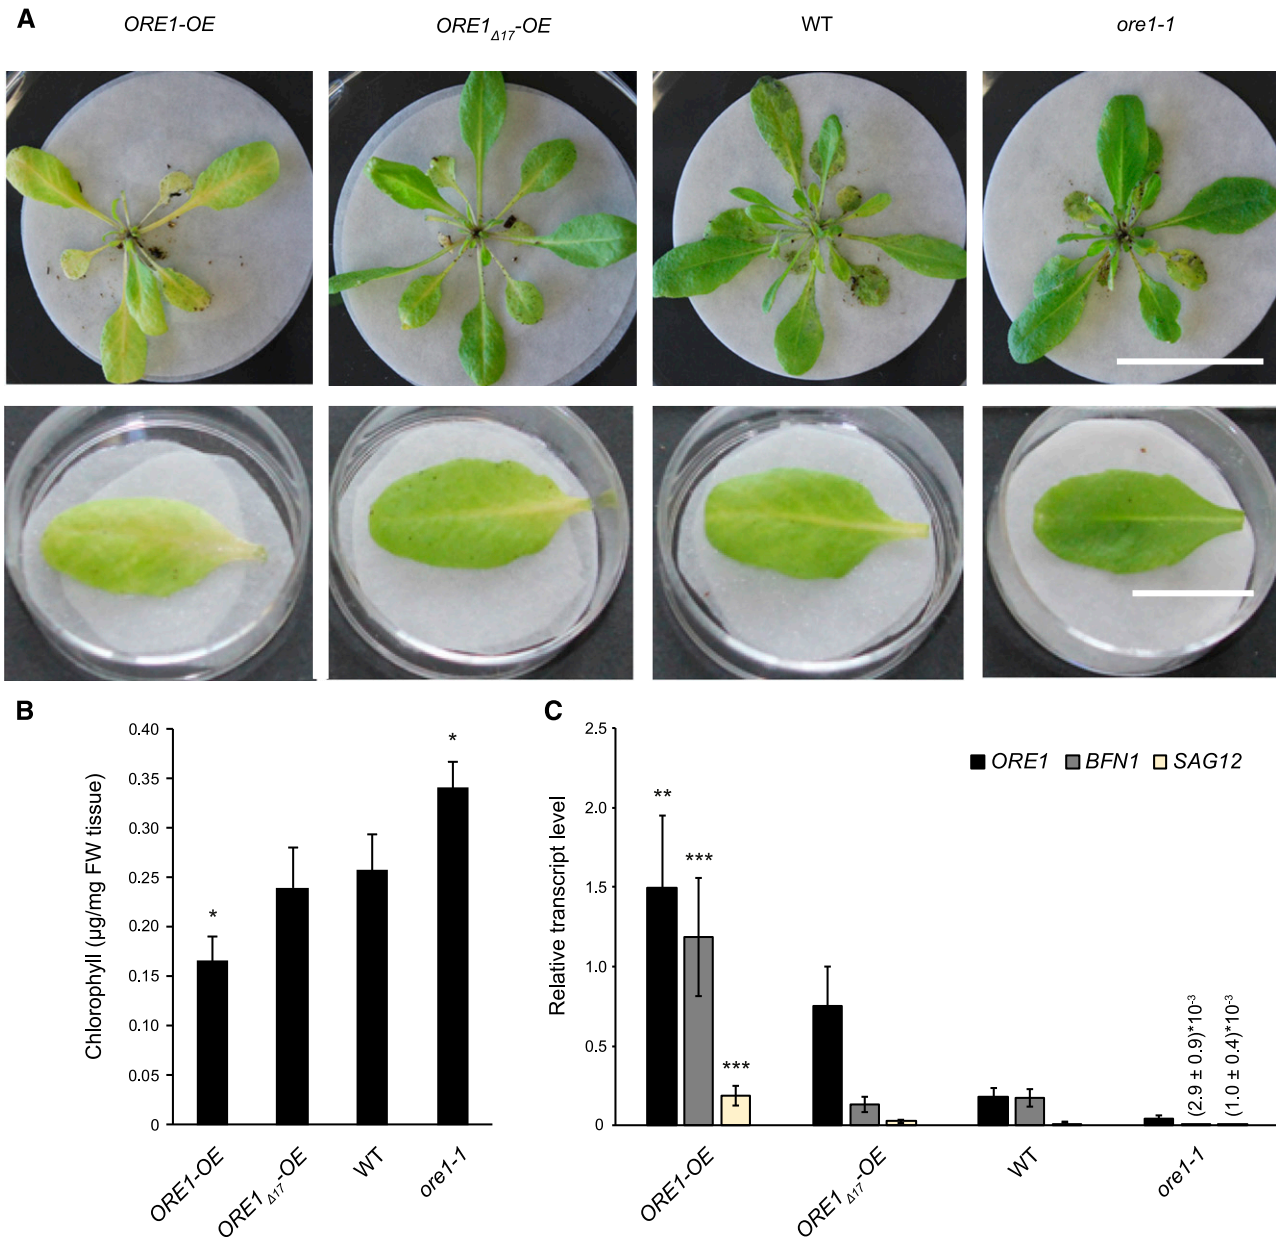 A
ORE1-OE ORE1Δ17-OE WT ore1-1
B
Chlorophyll (µg/mg FW tissue)
0.40
0.35
0.30
0.25
0.20
0.15
0.10
0.05
0
*
*
ORE1-OE ORE1Δ17-OE WT ore1-1
C
Relative transcript level
2.5
2.0
1.5
1.0
0.5
0
ORE1 BFN1 SAG12
**
***
***
(2.9 ± 0.9)*10-3
(1.0 ± 0.4)*10-3
ORE1-OE ORE1Δ17-OE WT ore1-1